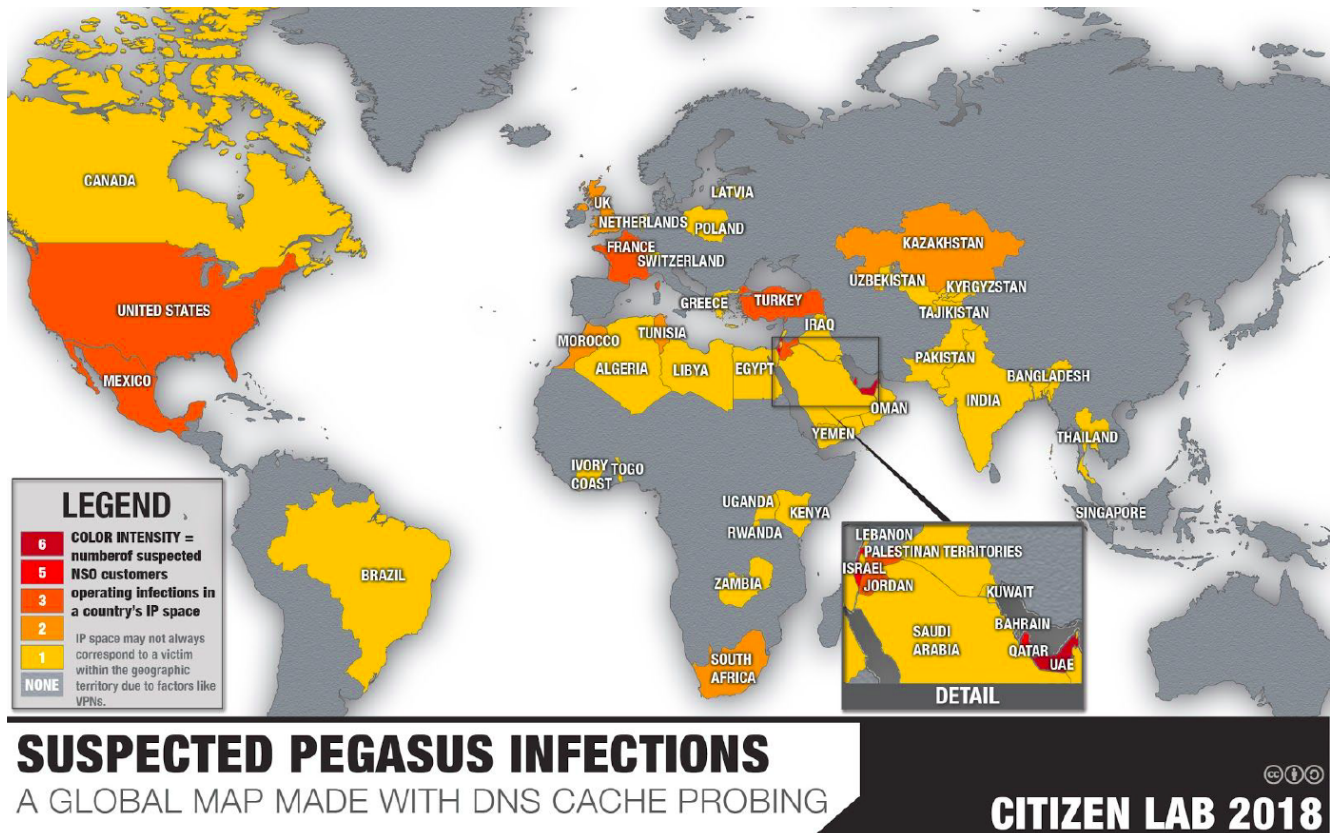 CANADA
UNITED STATES
MEXICO
BRAZIL
LATVIA
UK
NETHERLANDS
POLAND
FRANCE
SWITZERLAND
GREECE
TURKEY
KAZAKHSTAN
UZBEKISTAN
KYRGYZSTAN
TAJIKISTAN
MOROCCO
TUNISIA
IRAQ
ALGERIA
LIBYA
EGYPT
PAKISTAN
BANGLADESH
INDIA
OMAN
YEMEN
THAILAND
IVORY
COAST
TOGO
UGANDA
KENYA
RWANDA
SINGAPORE
ZAMBIA
SOUTH
AFRICA
LEGEND
6
5
3
2
1
NONE
COLOR INTENSITY =
numberof suspected
NSO customers
operating infections in
a country's IP space
IP space may not always
correspond to a victim
within the geographic
territory due to factors like
VPNs.
LEBANON
PALESTINAN TERRITORIES
ISRAEL
JORDAN
KUWAIT
BAHRAIN
SAUDI
ARABIA
QATAR
UAE
DETAIL
SUSPECTED PEGASUS INFECTIONS
A GLOBAL MAP MADE WITH DNS CACHE PROBING
cc
CITIZEN LAB 2018